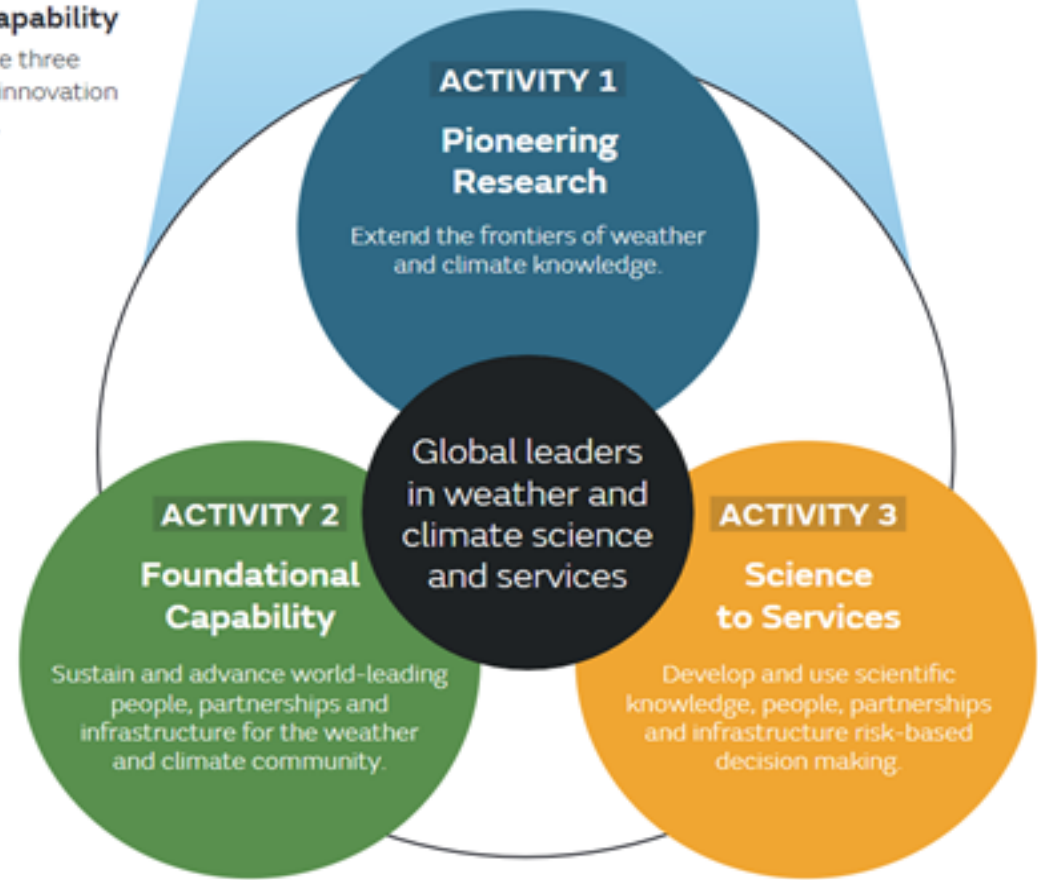 apability
e three
innovation
ACTIVITY 1
Pioneering
Research
Extend the frontiers of weather
and climate knowledge.
Global leaders
in weather and
climate science
and services
ACTIVITY 2
Foundational
Capability
Sustain and advance world-leading
people, partnerships and
infrastructure for the weather
and climate community.
ACTIVITY 3
Science
to Services
Develop and use scientific
knowledge, people, partnerships
and infrastructure risk-based
decision making.